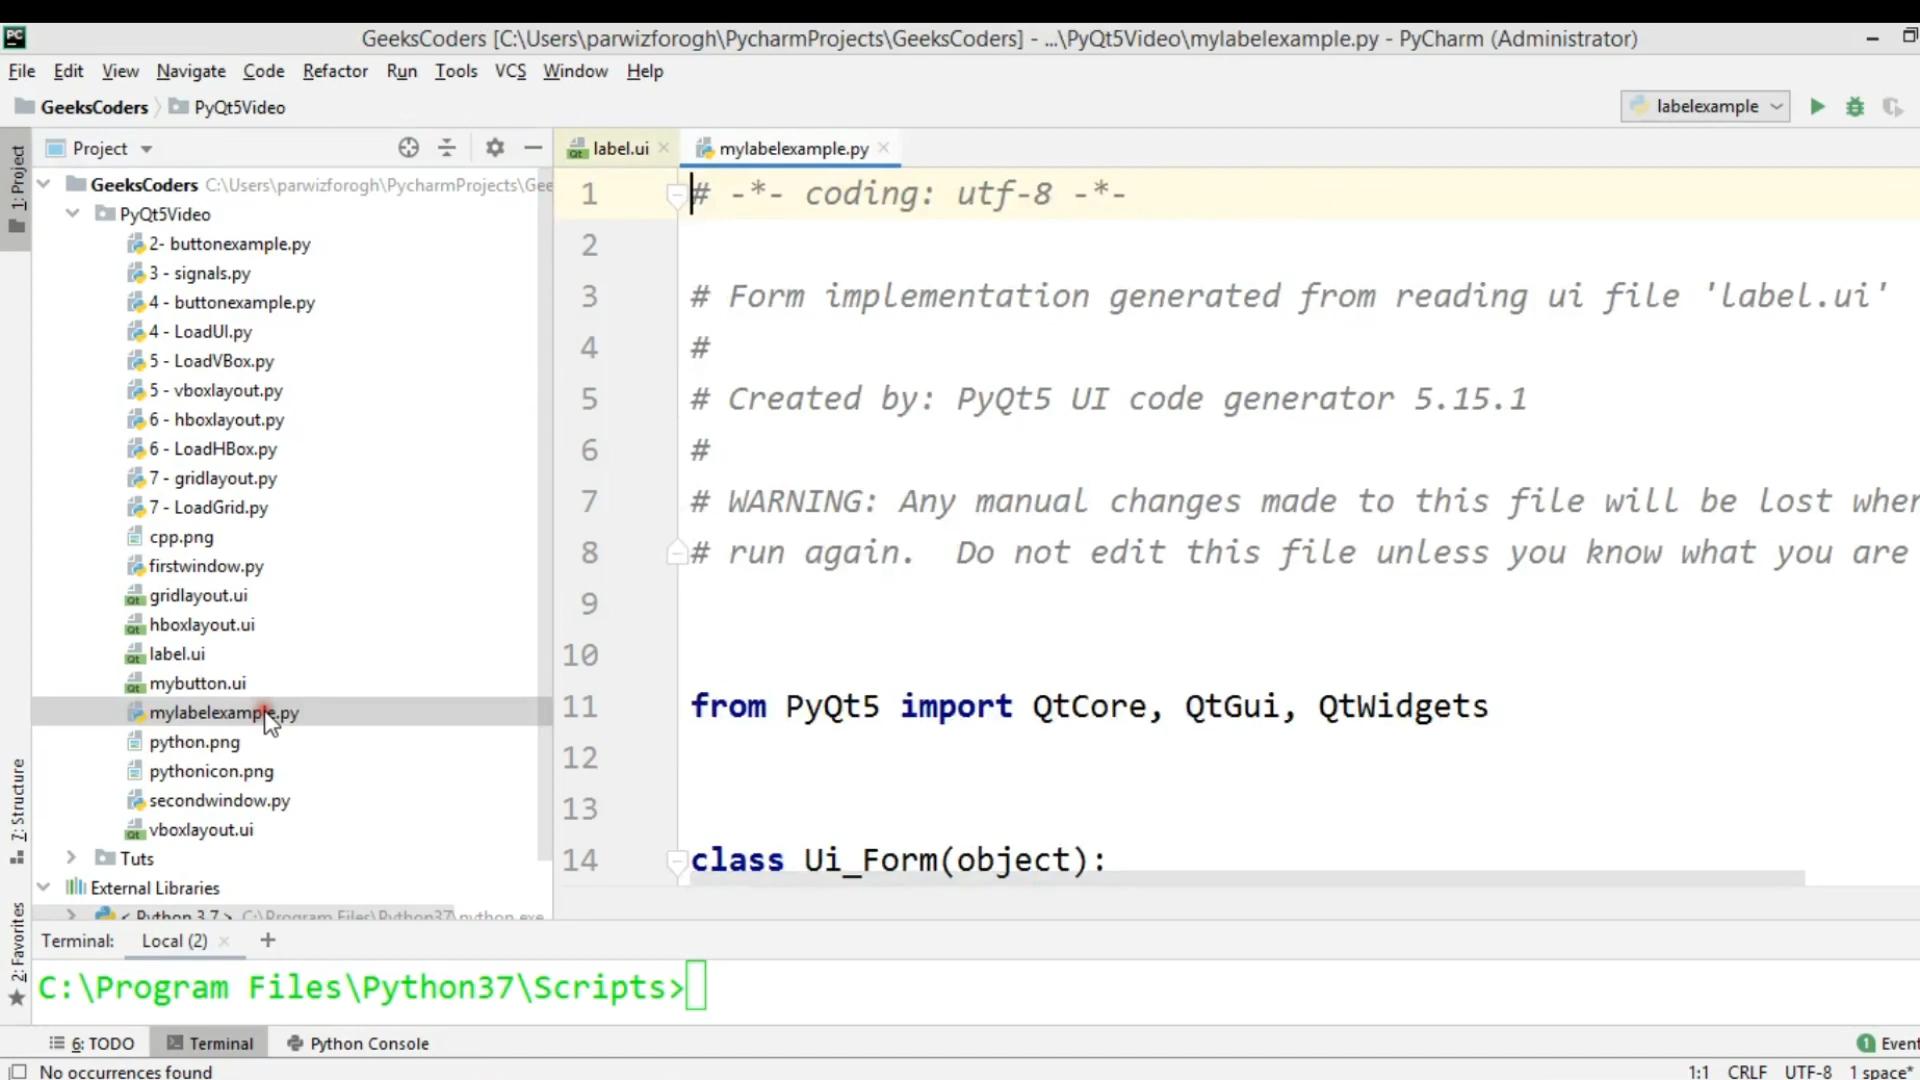 PC
GeeksCoders [C:\Users\parwizforogh\PycharmProjects\GeeksCoders] - ...\PyQt5Video\mylabelexample.py - PyCharm (Administrator)
File Edit View Navigate Code Refactor Run Tools VCS Window Help
GeeksCoders PyQt5Video labelexample
1: Project
Project
label.ui
mylabelexample.py
GeeksCoders C:\Users\parwizforogh\PycharmProjects\Gee
PyQt5Video
2- buttonexample.py
3 - signals.py
4 - buttonexample.py
4 - LoadUI.py
5 - LoadVBox.py
5 - vboxlayout.py
6 - hboxlayout.py
6 - LoadHBox.py
7 - gridlayout.py
7 - LoadGrid.py
cpp.png
firstwindow.py
gridlayout.ui
hboxlayout.ui
label.ui
mybutton.ui
mylabelexample.py
python.png
pythonicon.png
secondwindow.py
vboxlayout.ui
Tuts
External Libraries
< Python 3.7 > C:\Program Files\Python37\python.exe
1 # -*- coding: utf-8 -*-
2
3 # Form implementation generated from reading ui file 'label.ui'
4 #
5 # Created by: PyQt5 UI code generator 5.15.1
6 #
7 # WARNING: Any manual changes made to this file will be lost when
8 # run again.  Do not edit this file unless you know what you are
9
10
11 from PyQt5 import QtCore, QtGui, QtWidgets
12
13
14 class Ui_Form(object):
7: Structure
2: Favorites
Terminal: Local (2) +
C:\Program Files\Python37\Scripts>
6: TODO Terminal Python Console 1 Event
No occurrences found 1:1 CRLF UTF-8 1 space*